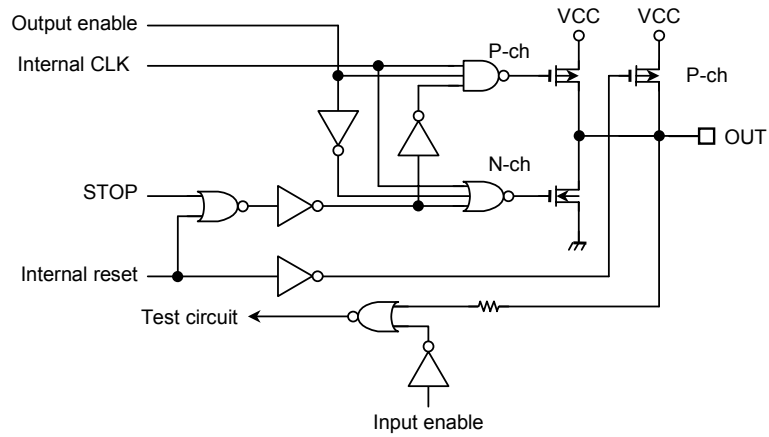 VCC
VCC
Output enable
P-ch
Internal CLK
P-ch
OUT
N-ch
STOP
Internal reset
Test circuit
Input enable